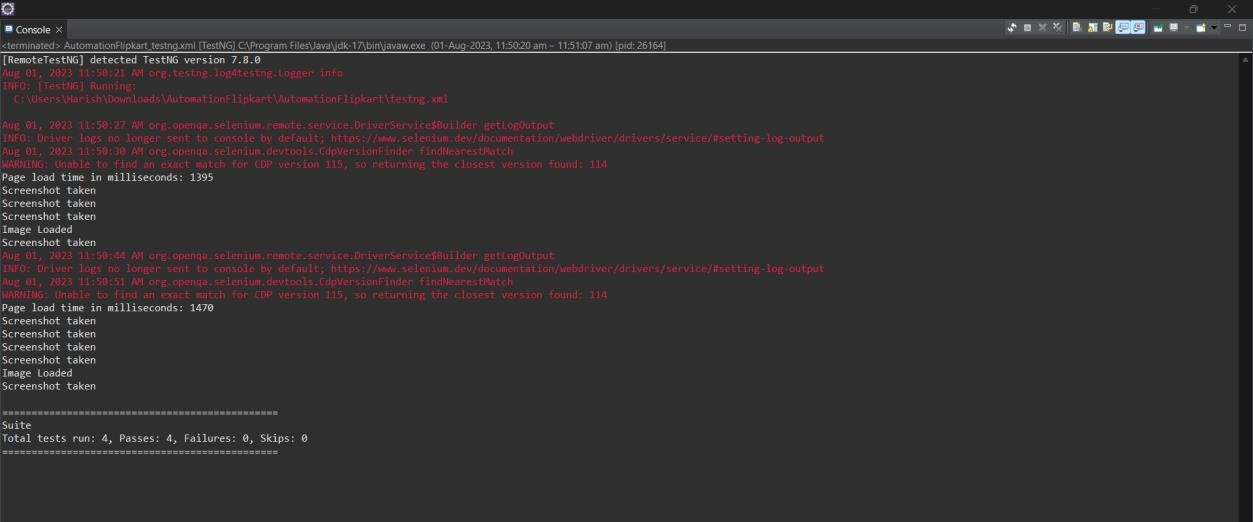 Console
<terminated> AutomationFlipkart_testng.xml [TestNG] C:\Program Files\Java\jdk-17\bin\javaw.exe (01-Aug-2023, 11:50:20 am – 11:51:07 am) [pid: 26164]
[RemoteTestNG] detected TestNG version 7.8.0
Aug 01, 2023 11:50:21 AM org.testng.log4testng.Logger info
INFO: [TestNG] Running:
  C:\Users\Harish\Downloads\AutomationFlipkart\AutomationFlipkart\testng.xml

Aug 01, 2023 11:50:27 AM org.openqa.selenium.remote.service.DriverService$Builder getLogOutput
INFO: Driver logs no longer sent to console by default; https://www.selenium.dev/documentation/webdriver/drivers/service/#setting-log-output
Aug 01, 2023 11:50:30 AM org.openqa.selenium.devtools.CdpVersionFinder findNearestMatch
WARNING: Unable to find an exact match for CDP version 115, so returning the closest version found: 114
Page load time in milliseconds: 1395
Screenshot taken
Screenshot taken
Screenshot taken
Image Loaded
Screenshot taken
Aug 01, 2023 11:50:44 AM org.openqa.selenium.remote.service.DriverService$Builder getLogOutput
INFO: Driver logs no longer sent to console by default; https://www.selenium.dev/documentation/webdriver/drivers/service/#setting-log-output
Aug 01, 2023 11:50:51 AM org.openqa.selenium.devtools.CdpVersionFinder findNearestMatch
WARNING: Unable to find an exact match for CDP version 115, so returning the closest version found: 114
Page load time in milliseconds: 1470
Screenshot taken
Screenshot taken
Screenshot taken
Screenshot taken
Image Loaded
Screenshot taken

===============================================
Suite
Total tests run: 4, Passes: 4, Failures: 0, Skips: 0
===============================================